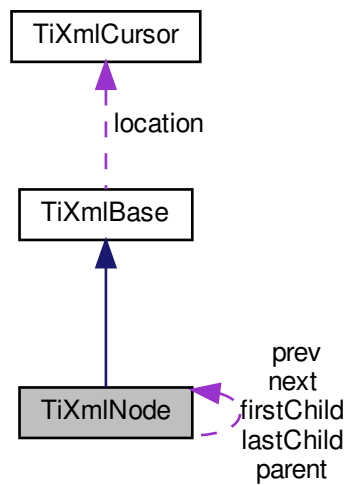 TiXmlCursor
location
TiXmlBase
prev
next
firstChild
lastChild
parent
TiXmlNode